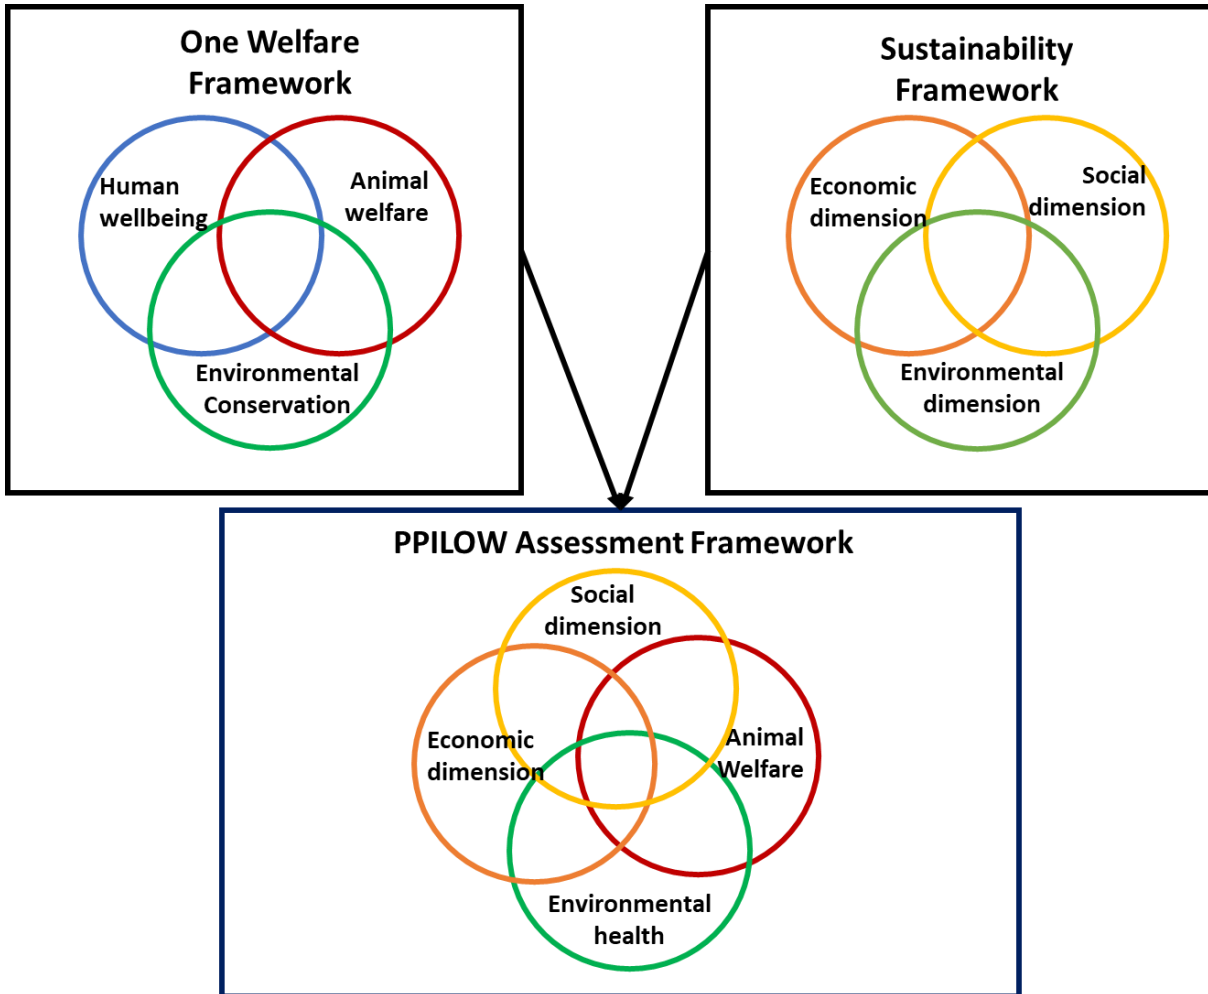 One Welfare
Framework
Human
wellbeing
Animal
welfare
Environmental
Conservation
Sustainability
Framework
Economic
dimension
Social
dimension
Environmental
dimension
PPILOW Assessment Framework
Social
dimension
Economic
dimension
Animal
Welfare
Environmental
health